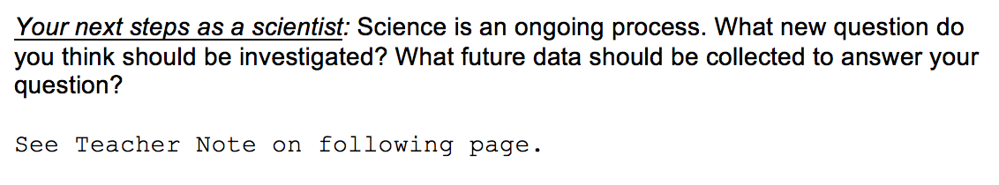 Your next steps as a scientist: Science is an ongoing process. What new question do
you think should be investigated? What future data should be collected to answer your
question?
See Teacher Note on following page.